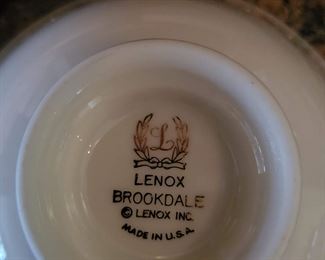 L
LENOX
BROOKDALE
© LENOX INC.
MADE IN U.S.A.